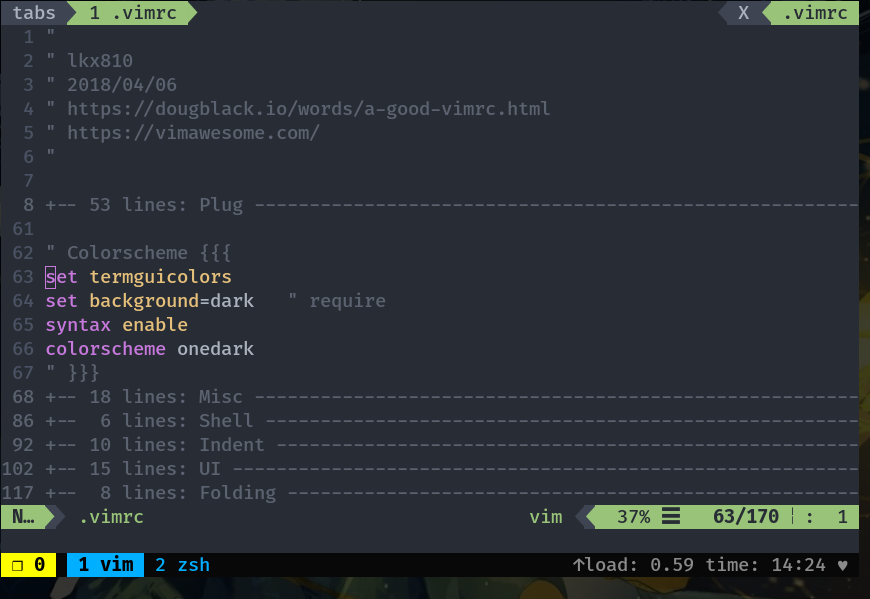 tabs 1 .vimrc X .vimrc
1 "
2 " lkx810
3 " 2018/04/06
4 " https://dougblack.io/words/a-good-vimrc.html
5 " https://vimawesome.com/
6 "
7
8 +-- 53 lines: Plug -------------------------------------------------------
61
62 " Colorscheme {{{
63 set termguicolors
64 set background=dark   " require
65 syntax enable
66 colorscheme onedark
67 " }}}
68 +-- 18 lines: Misc -------------------------------------------------------
86 +--  6 lines: Shell ------------------------------------------------------
92 +-- 10 lines: Indent -----------------------------------------------------
102 +-- 15 lines: UI ---------------------------------------------------------
117 +--  8 lines: Folding ----------------------------------------------------
N… .vimrc vim 37% ☰ 63/170 ¦ : 1
❐ 0 1 vim 2 zsh ↑load: 0.59 time: 14:24 ♥